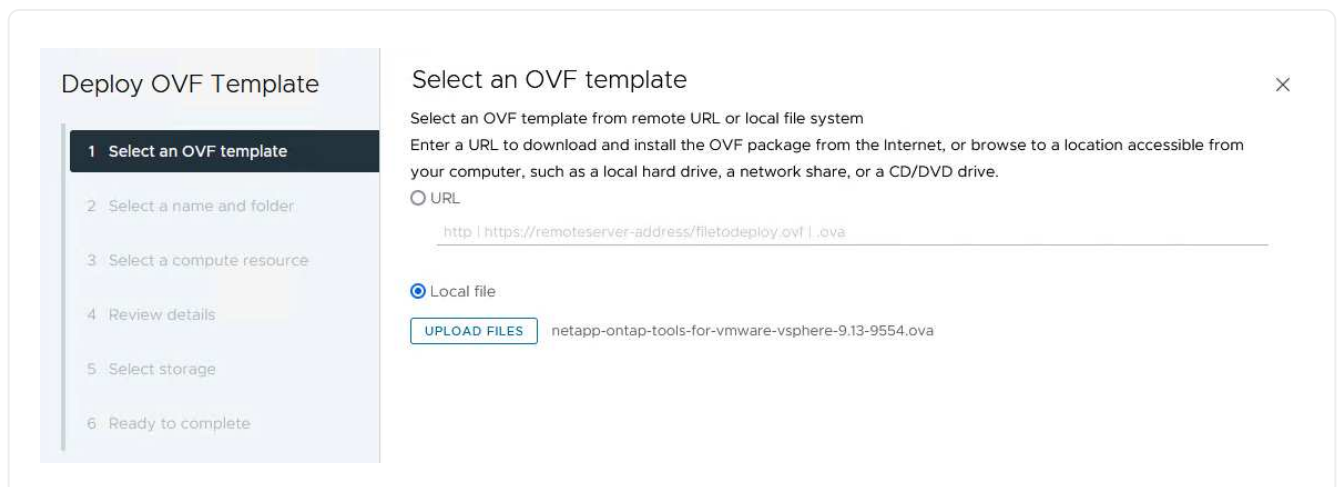 Deploy OVF Template
1 Select an OVF template
2 Select a name and folder
3 Select a compute resource
4 Review details
5 Select storage
6 Ready to complete
Select an OVF template
Select an OVF template from remote URL or local file system
Enter a URL to download and install the OVF package from the Internet, or browse to a location accessible from
your computer, such as a local hard drive, a network share, or a CD/DVD drive.
URL
http | https://remoteserver-address/filetodeploy.ovf | .ova
Local file
UPLOAD FILES netapp-ontap-tools-for-vmware-vsphere-9.13-9554.ova